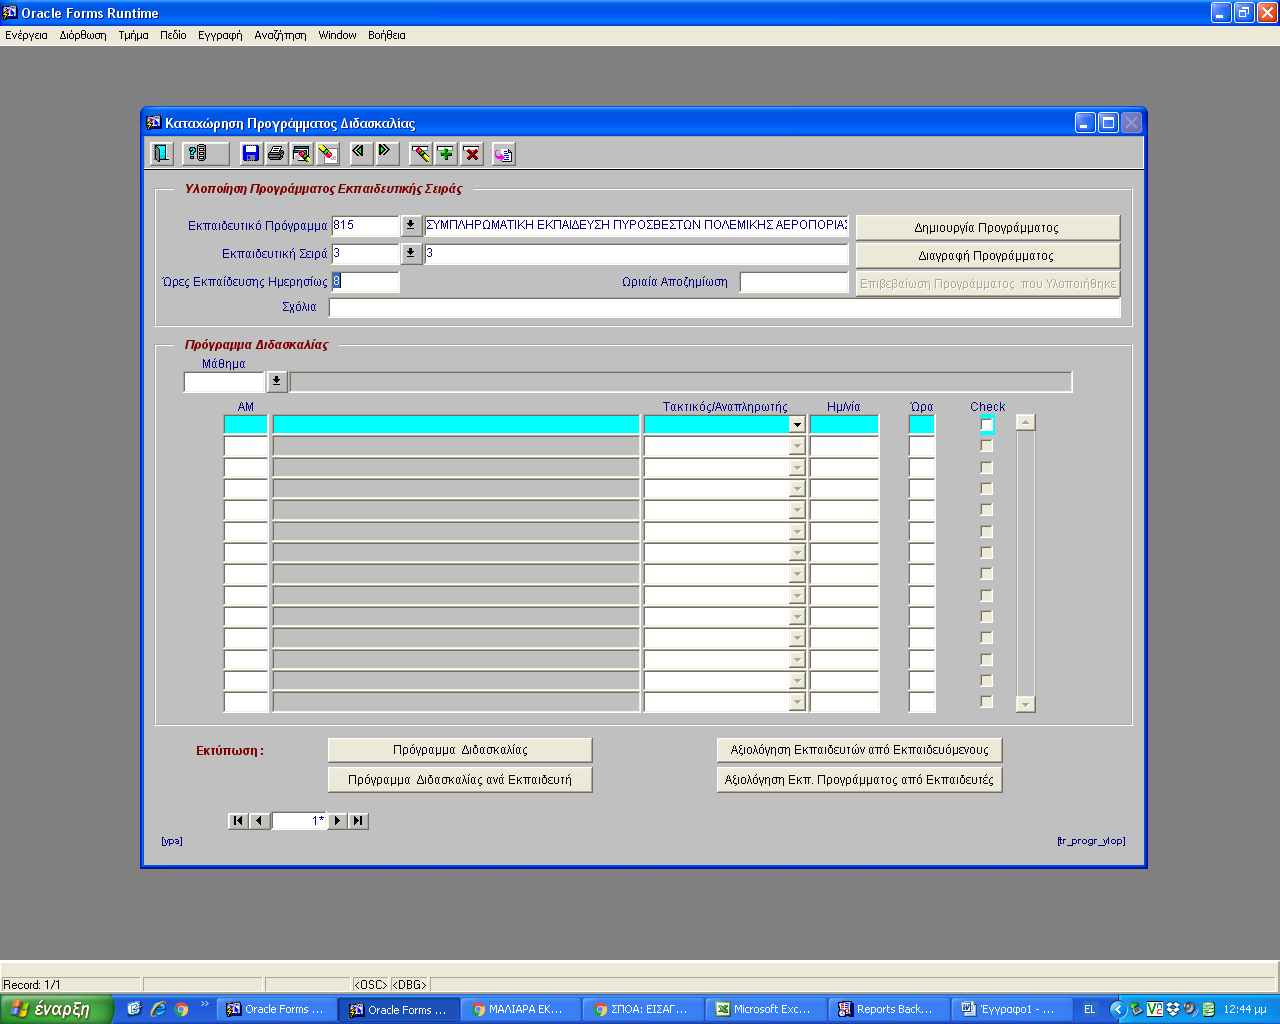 Oracle Forms Runtime
Ενέργεια Διόρθωση Τμήμα Πεδίο Εγγραφή Αναζήτηση Window Βοήθεια
Καταχώρηση Προγράμματος Διδασκαλίας
Υλοποίηση Προγράμματος Εκπαιδευτικής Σειράς
Εκπαιδευτικό Πρόγραμμα 815 ΣΥΜΠΛΗΡΩΜΑΤΙΚΗ ΕΚΠΑΙΔΕΥΣΗ ΠΥΡΟΣΒΕΣΤΩΝ ΠΟΛΕΜΙΚΗΣ ΑΕΡΟΠΟΡΙΑΣ Δημιουργία Προγράμματος
Εκπαιδευτική Σειρά 3 3 Διαγραφή Προγράμματος
Ώρες Εκπαίδευσης Ημερησίως 8 Ωριαία Αποζημίωση Επιβεβαίωση Προγράμματος που Υλοποιήθηκε
Σχόλια
Πρόγραμμα Διδασκαλίας
Μάθημα
ΑΜ Τακτικός/Αναπληρωτής Ημ/νία Ώρα Check
Εκτύπωση : Πρόγραμμα Διδασκαλίας Αξιολόγηση Εκπαιδευτών από Εκπαιδευόμενους
Πρόγραμμα Διδασκαλίας ανά Εκπαιδευτή Αξιολόγηση Εκπ. Προγράμματος από Εκπαιδευτές
1*
[ypa] [tr_progr_ylop]
Record: 1/1 <OSC> <DBG>
έναρξη » Oracle Forms ... Oracle Forms ... ΜΑΛΙΑΡΑ ΕΚ... ΣΠΟΑ: ΕΙΣΑΓ... Microsoft Exc... Reports Back... Έγγραφο1 - ... EL 12:44 μμ